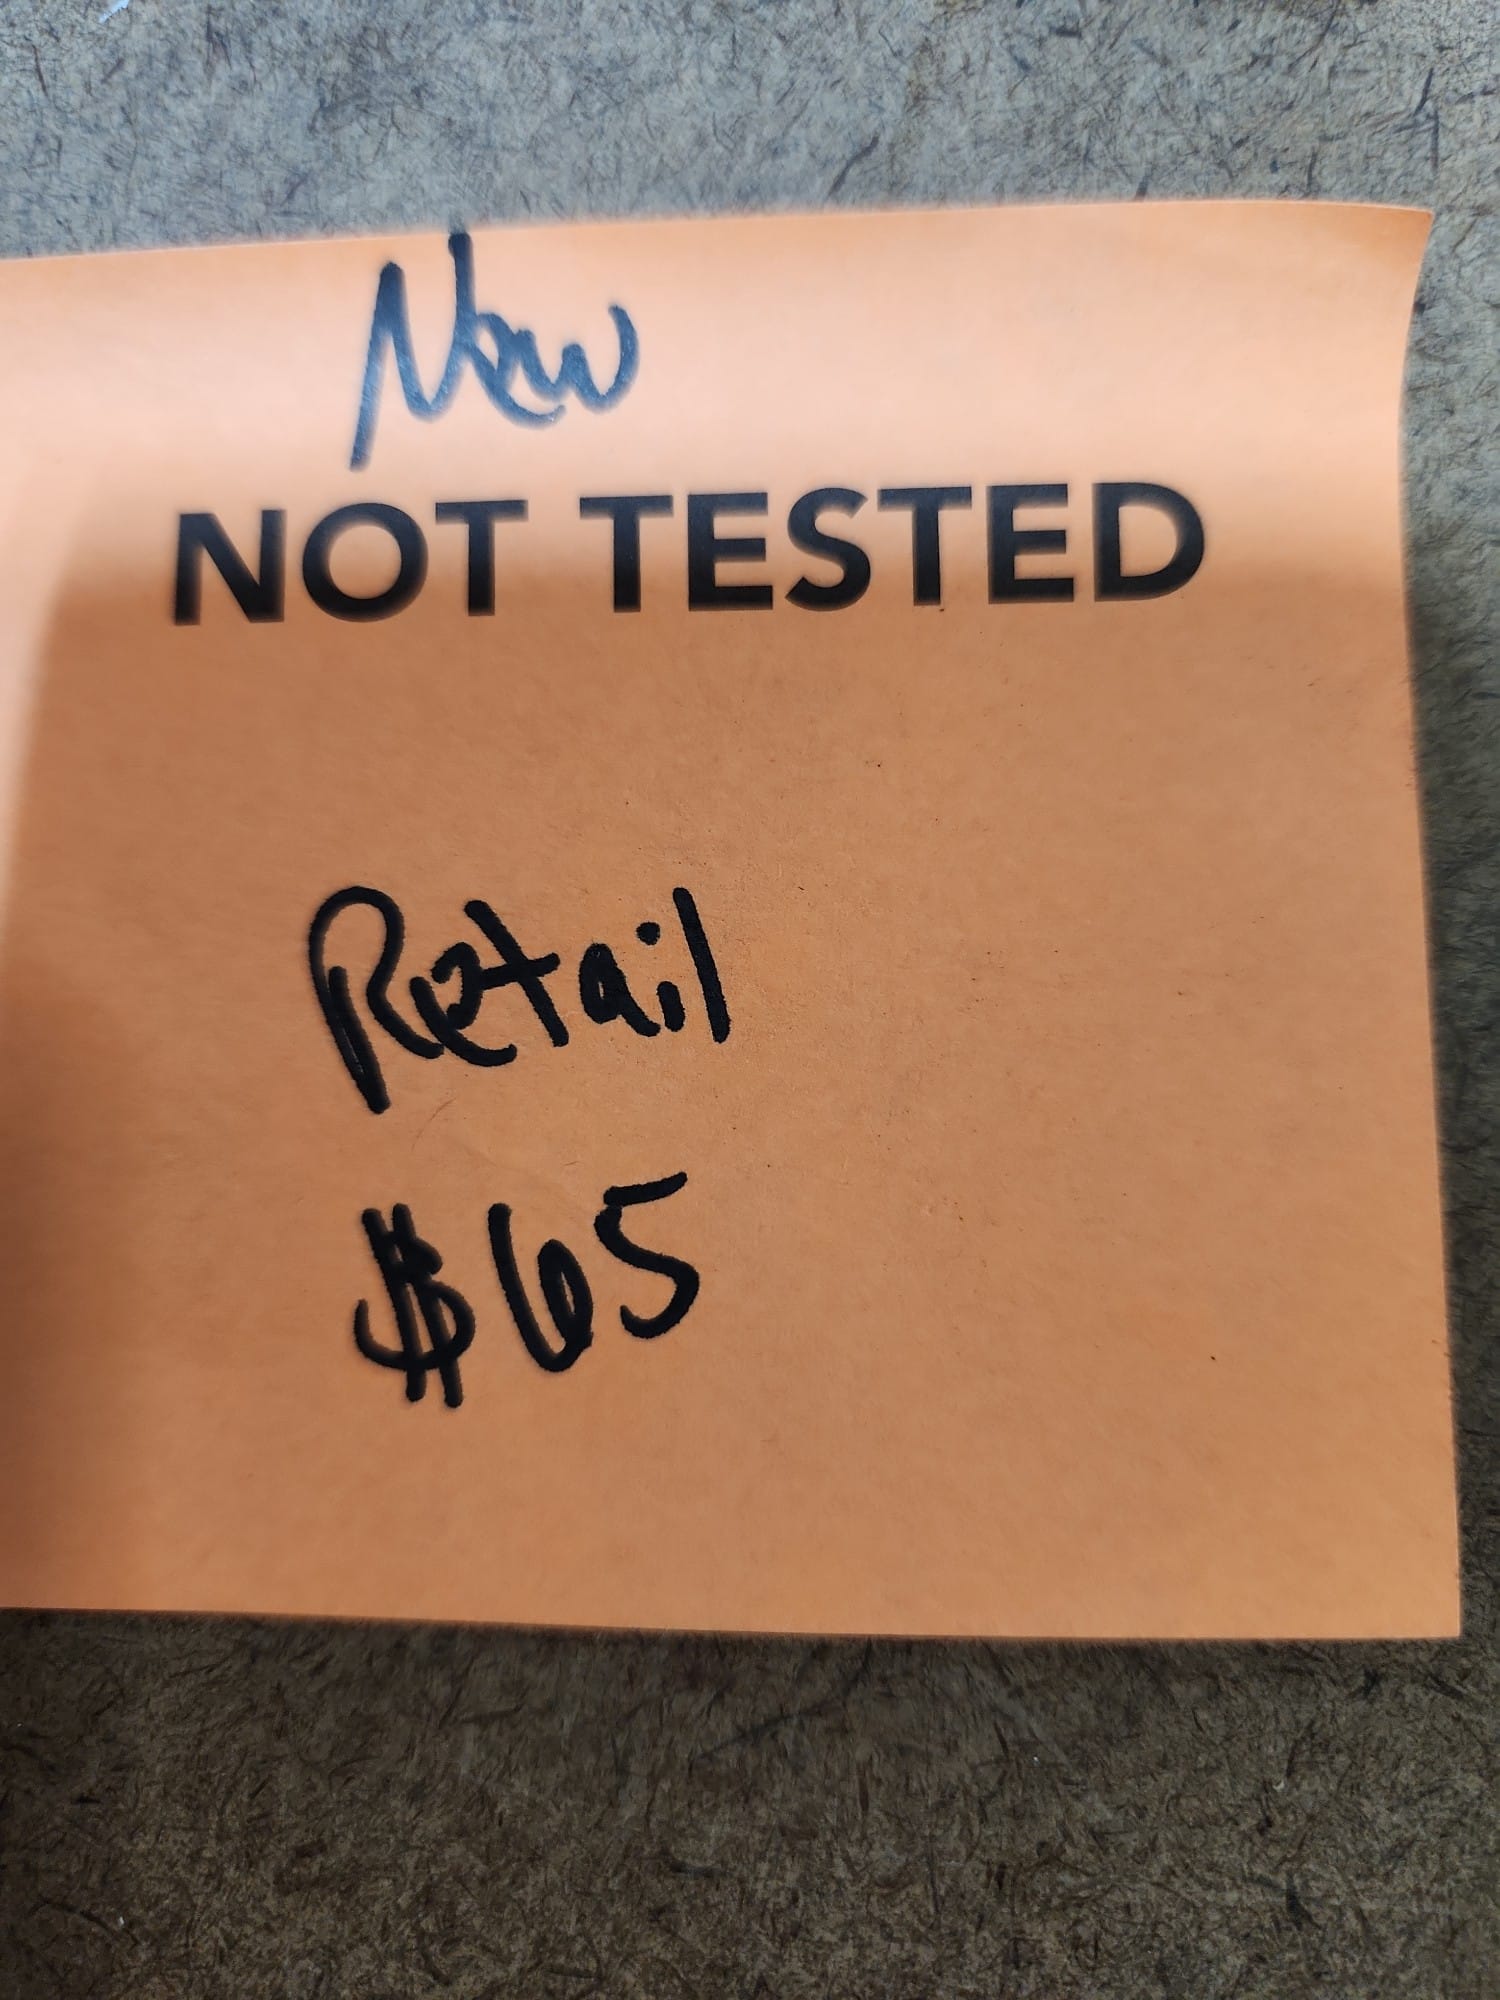 New
NOT TESTED
Retail
$65